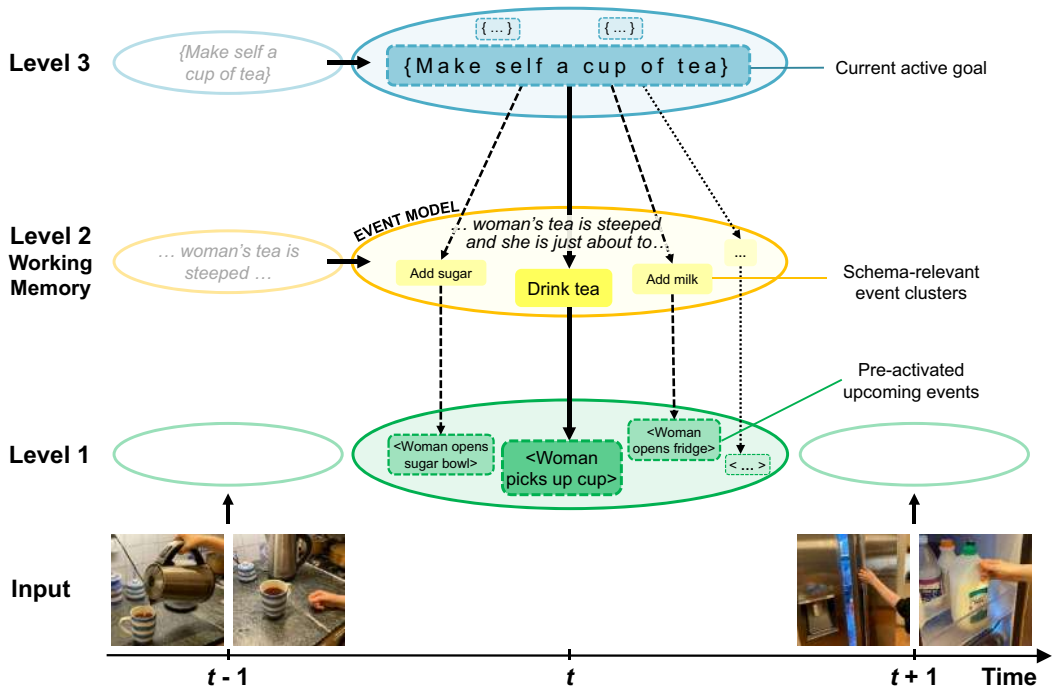 Level 3
{Make self a
cup of tea}
{ ... }
{ ... }
{Make self a cup of tea}
Current active goal
Level 2
Working
Memory
... woman's tea is
steeped ...
EVENT MODEL
... woman's tea is steeped
and she is just about to...
Add sugar
Drink tea
Add milk
...
Schema-relevant
event clusters
Pre-activated
upcoming events
Level 1
<Woman opens
sugar bowl>
<Woman
picks up cup>
<Woman
opens fridge>
< ... >
Input
t - 1
t
t + 1
Time